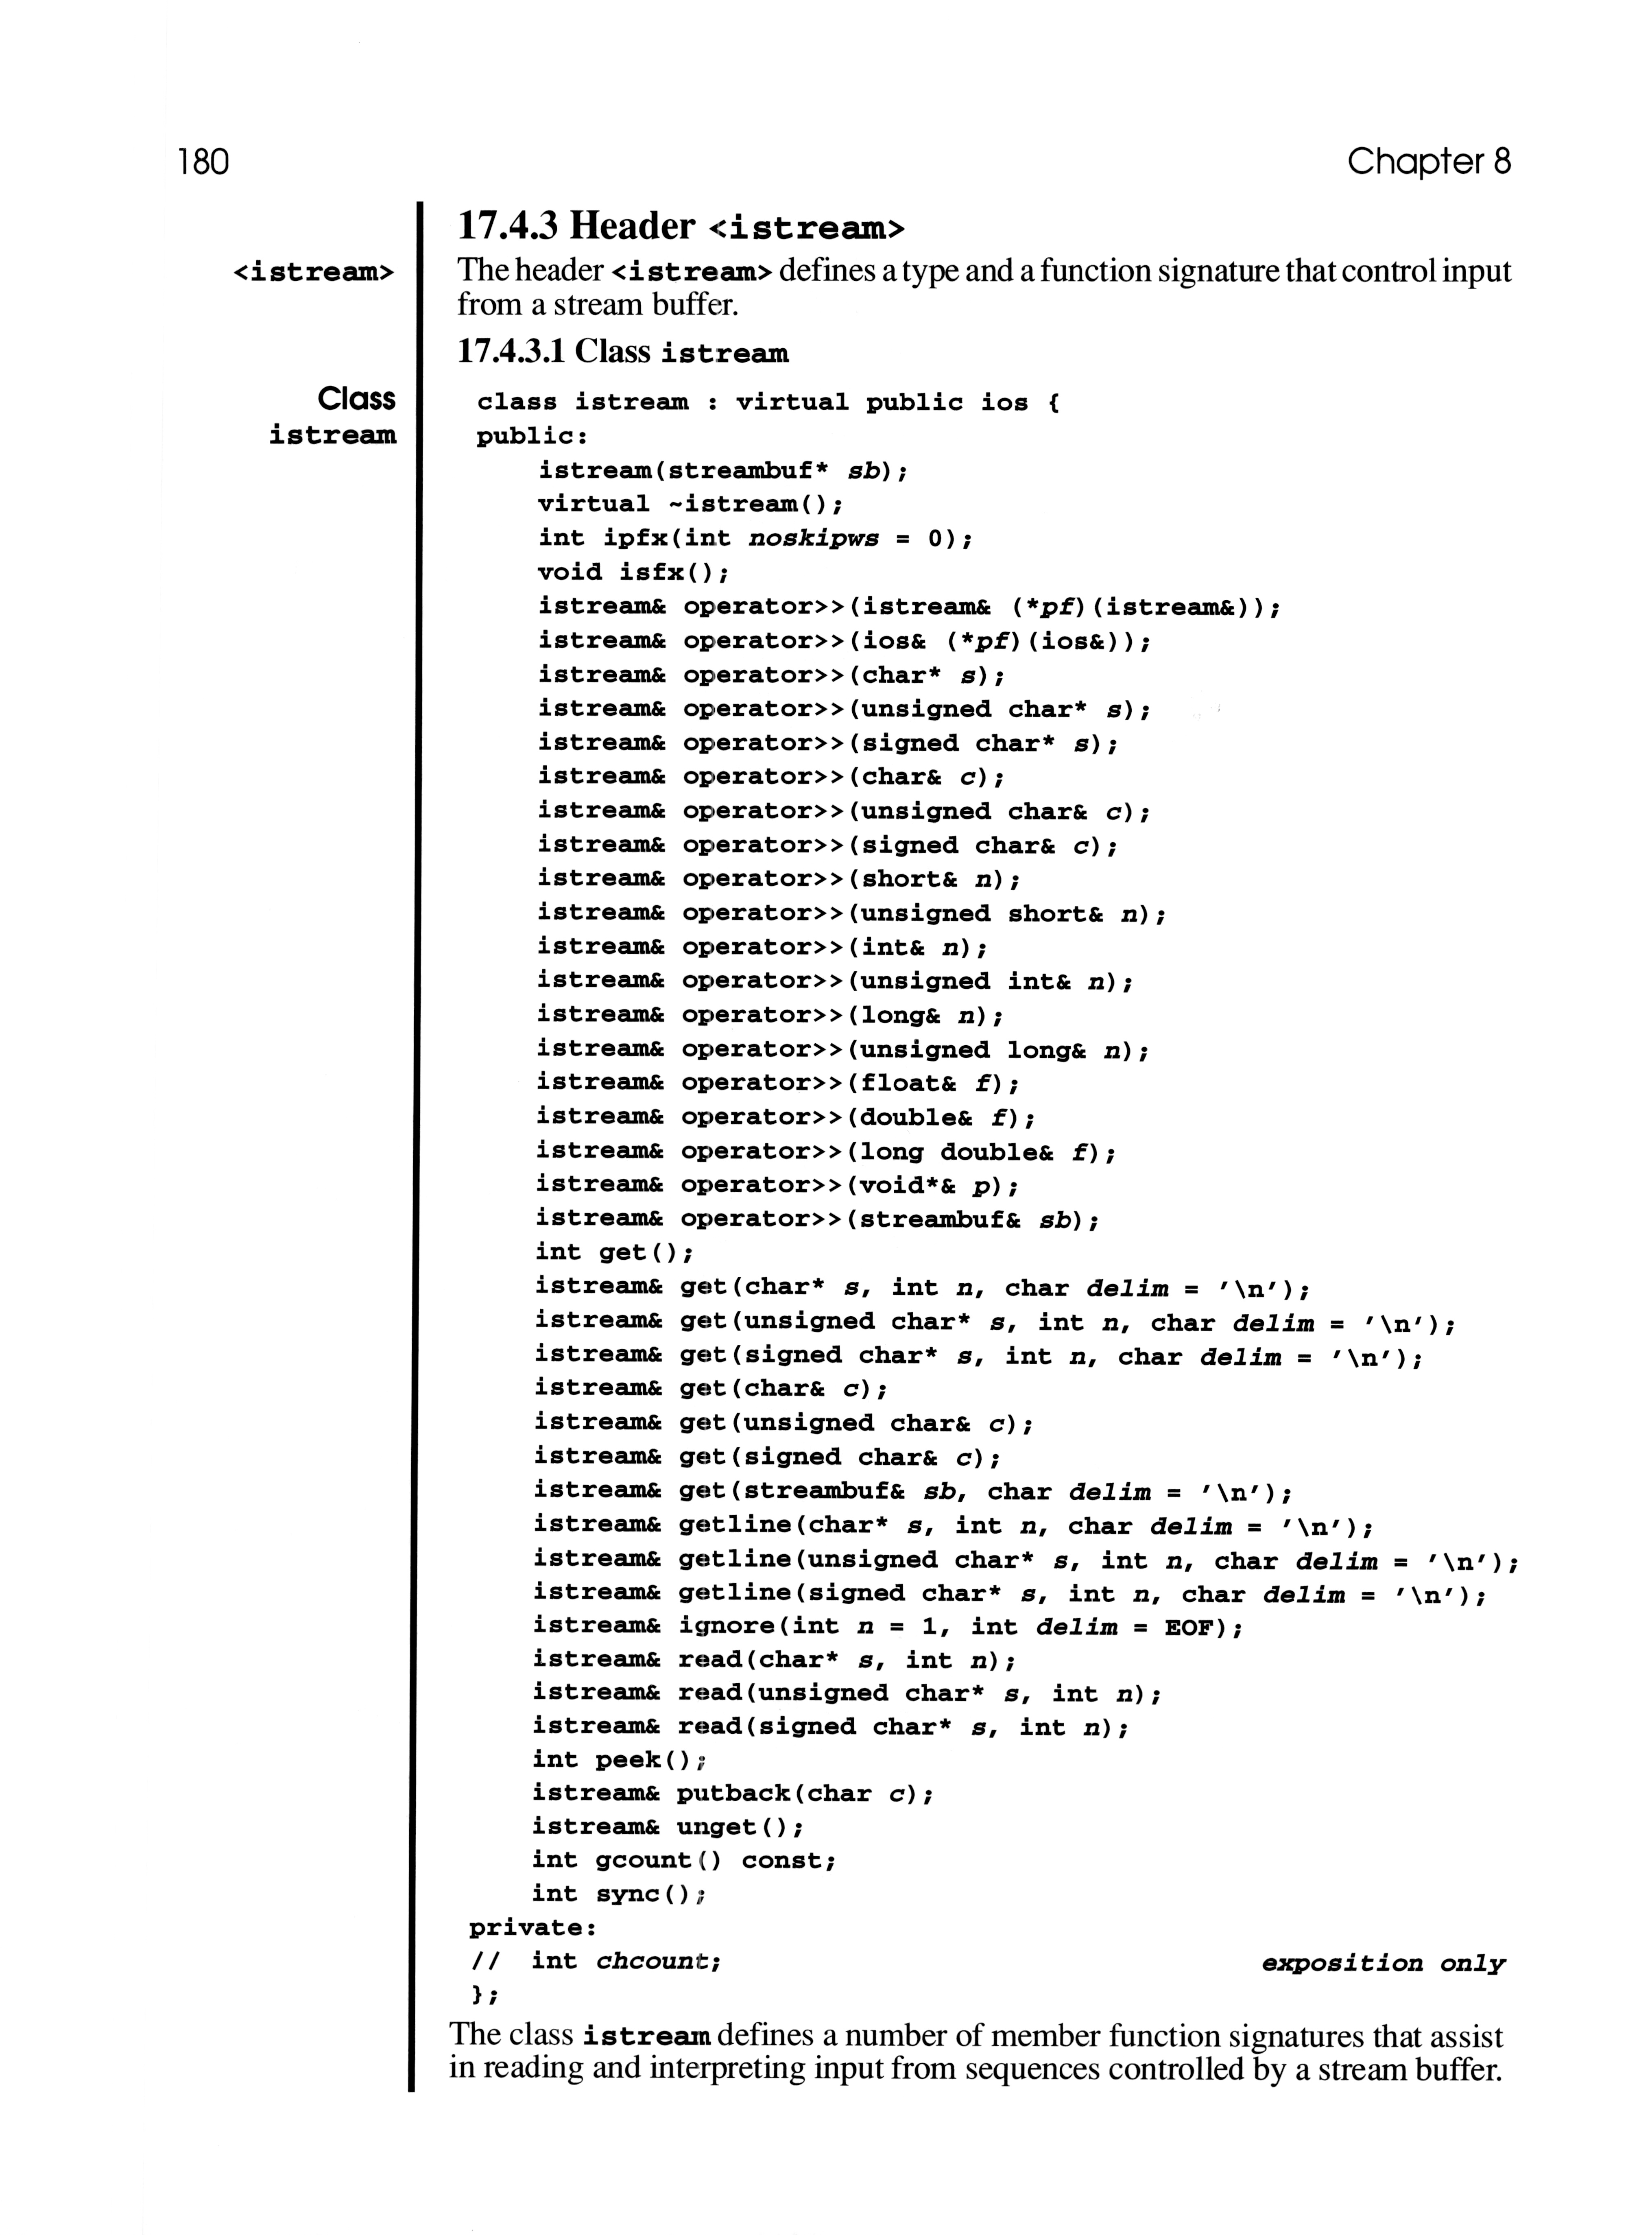 180
Chapter 8
17.4.3 Header <istream>
<istream>
The header <istream> defines a type and a function signature that control input
from a stream buffer.
17.4.3.1 Class istream
Class
istream
class istream : virtual public ios {
public:
istream(streambuf* sb);
virtual ~istream();
int ipfx(int noskipws = 0);
void isfx();
istream& operator>>(istream& (*pf)(istream&));
istream& operator>>(ios& (*pf)(ios&));
istream& operator>>(char* s);
istream& operator>>(unsigned char* s);
istream& operator>>(signed char* s);
istream& operator>>(char& c);
istream& operator>>(unsigned char& c);
istream& operator>>(signed char& c);
istream& operator>>(short& n);
istream& operator>>(unsigned short& n);
istream& operator>>(int& n);
istream& operator>>(unsigned int& n);
istream& operator>>(long& n);
istream& operator>>(unsigned long& n);
istream& operator>>(float& f);
istream& operator>>(double& f);
istream& operator>>(long double& f);
istream& operator>>(void*& p);
istream& operator>>(streambuf& sb);
int get();
istream& get(char* s, int n, char delim = '\n');
istream& get(unsigned char* s, int n, char delim = '\n');
istream& get(signed char* s, int n, char delim = '\n');
istream& get(char& c);
istream& get(unsigned char& c);
istream& get(signed char& c);
istream& get(streambuf& sb, char delim = '\n');
istream& getline(char* s, int n, char delim = '\n');
istream& getline(unsigned char* s, int n, char delim = '\n');
istream& getline(signed char* s, int n, char delim = '\n');
istream& ignore(int n = 1, int delim = EOF);
istream& read(char* s, int n);
istream& read(unsigned char* s, int n);
istream& read(signed char* s, int n);
int peek();
istream& putback(char c);
istream& unget();
int gcount() const;
int sync();
private:
// int chcount; exposition only
};
The class istream defines a number of member function signatures that assist
in reading and interpreting input from sequences controlled by a stream buffer.